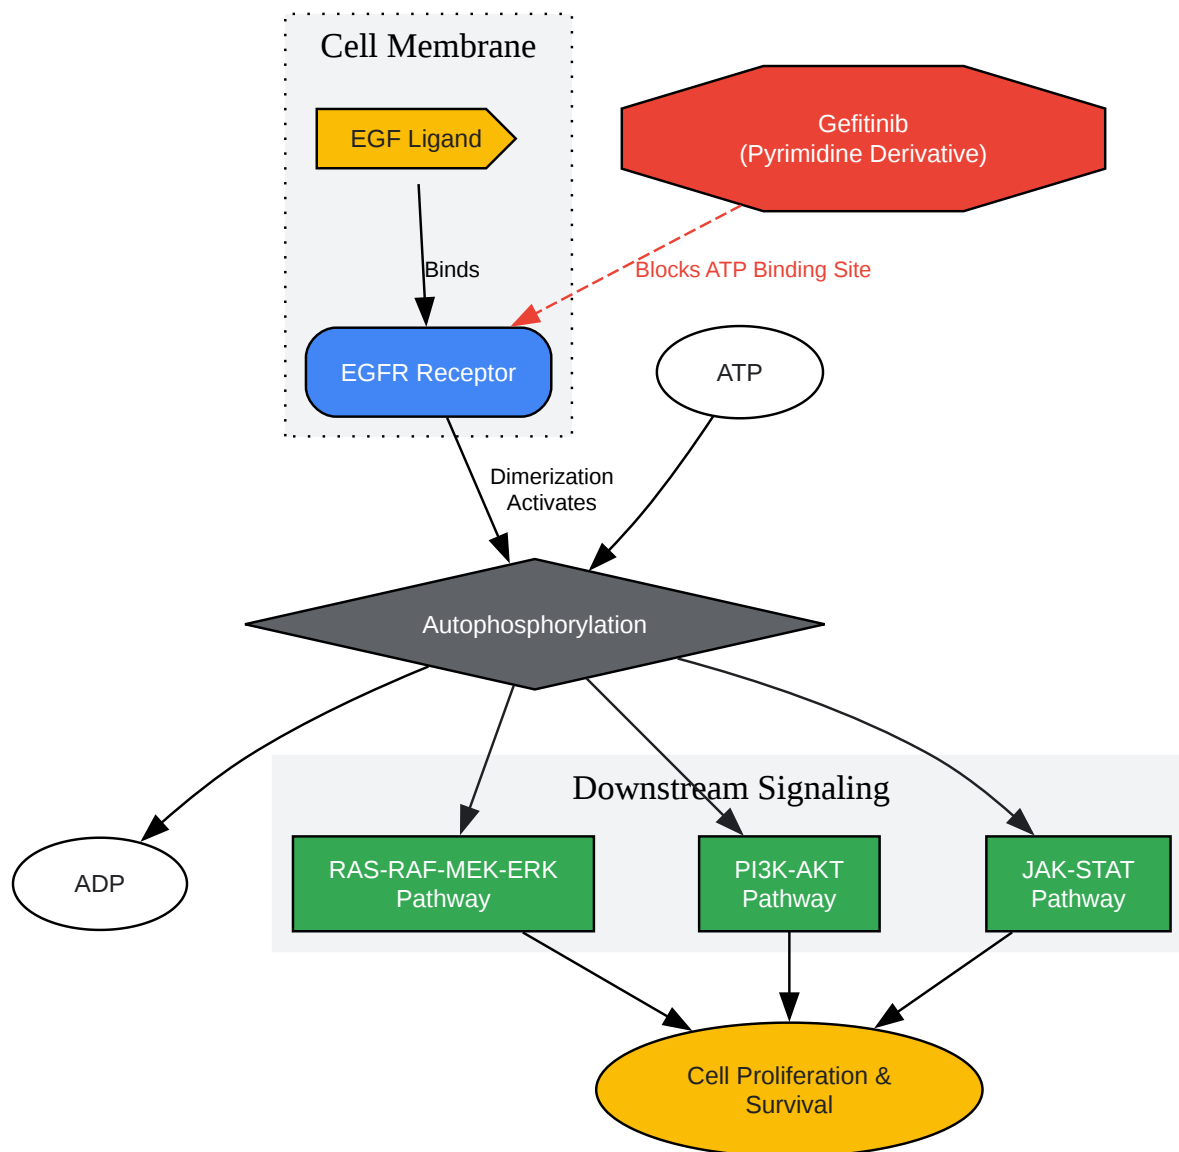 Cell Membrane
EGF Ligand
Gefitinib
(Pyrimidine Derivative)
Binds
Blocks ATP Binding Site
EGFR Receptor
ATP
Dimerization
Activates
Autophosphorylation
Downstream Signaling
ADP
RAS-RAF-MEK-ERK
Pathway
PI3K-AKT
Pathway
JAK-STAT
Pathway
Cell Proliferation &
Survival